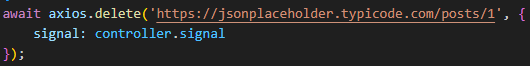 await axios.delete('https://jsonplaceholder.typicode.com/posts/1', {
    signal: controller.signal
});